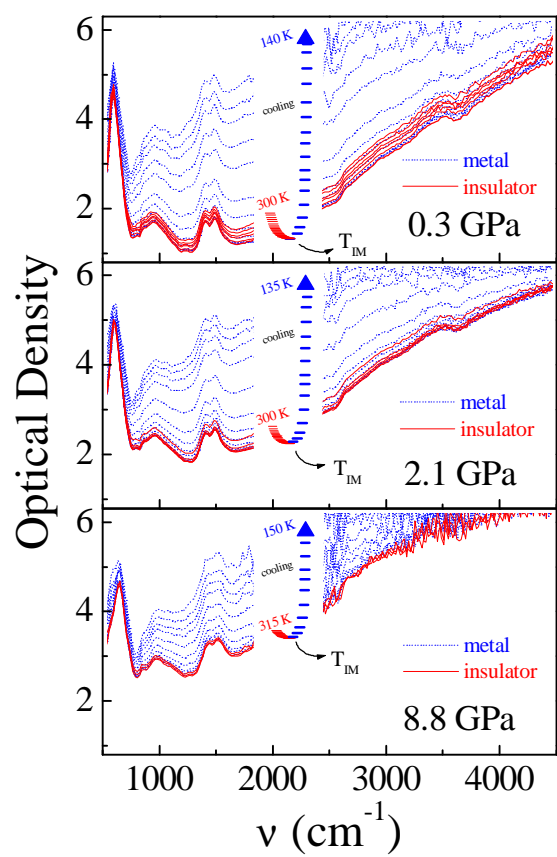 Optical Density
6
4
2
140 K
cooling
300 K
T_IM
metal
insulator
0.3 GPa
6
4
2
135 K
cooling
300 K
T_IM
metal
insulator
2.1 GPa
6
4
2
150 K
cooling
315 K
T_IM
metal
insulator
8.8 GPa
1000 2000 3000 4000
ν (cm⁻¹)